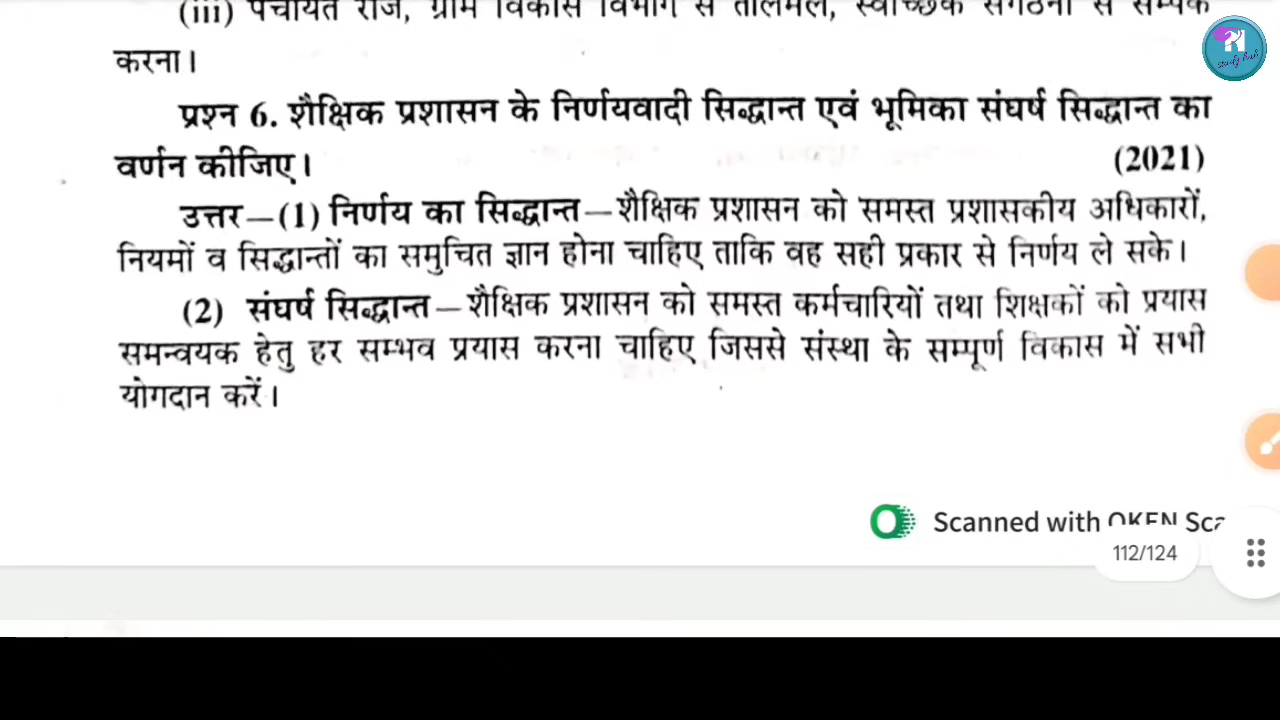 (iii) पंचायत राज, ग्राम विकास विभाग से तालमेल, स्वैच्छिक संगठनों से सम्पर्क
करना।
प्रश्न 6. शैक्षिक प्रशासन के निर्णयवादी सिद्धान्त एवं भूमिका संघर्ष सिद्धान्त का
वर्णन कीजिए। (2021)
उत्तर–(1) निर्णय का सिद्धान्त–शैक्षिक प्रशासन को समस्त प्रशासकीय अधिकारों,
नियमों व सिद्धान्तों का समुचित ज्ञान होना चाहिए ताकि वह सही प्रकार से निर्णय ले सके।
(2) संघर्ष सिद्धान्त–शैक्षिक प्रशासन को समस्त कर्मचारियों तथा शिक्षकों को प्रयास
समन्वयक हेतु हर सम्भव प्रयास करना चाहिए जिससे संस्था के सम्पूर्ण विकास में सभी
योगदान करें।
Scanned with OKEN Sca
112/124
Study hub